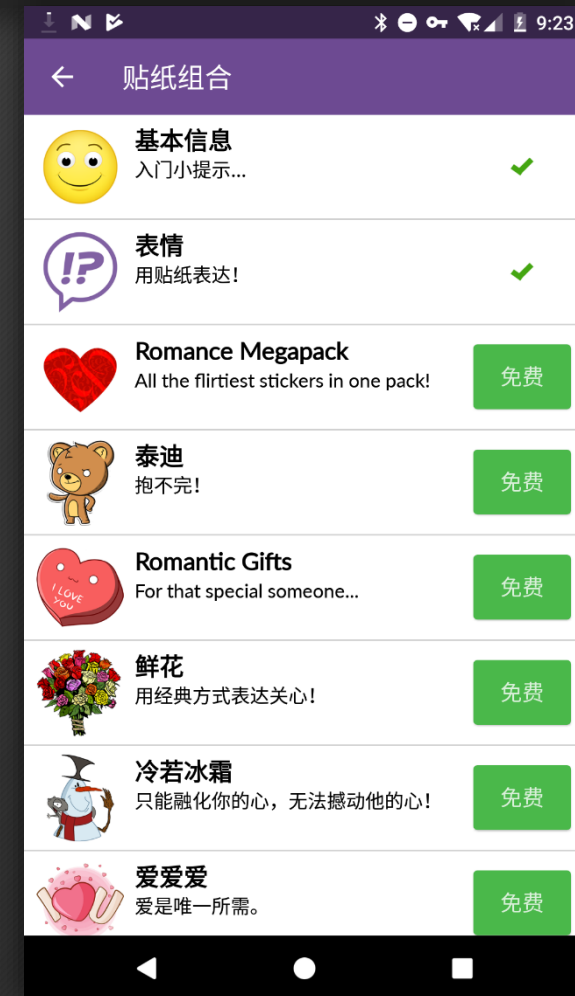 9:23
贴纸组合
基本信息
入门小提示...
表情
用贴纸表达!
!?
Romance Megapack
All the flirtiest stickers in one pack!
免费
泰迪
抱不完!
免费
Romantic Gifts
For that special someone...
I LOVE
YOU
免费
鲜花
用经典方式表达关心!
免费
冷若冰霜
只能融化你的心，无法撼动他的心!
免费
爱爱爱
爱是唯一所需。
I U
免费